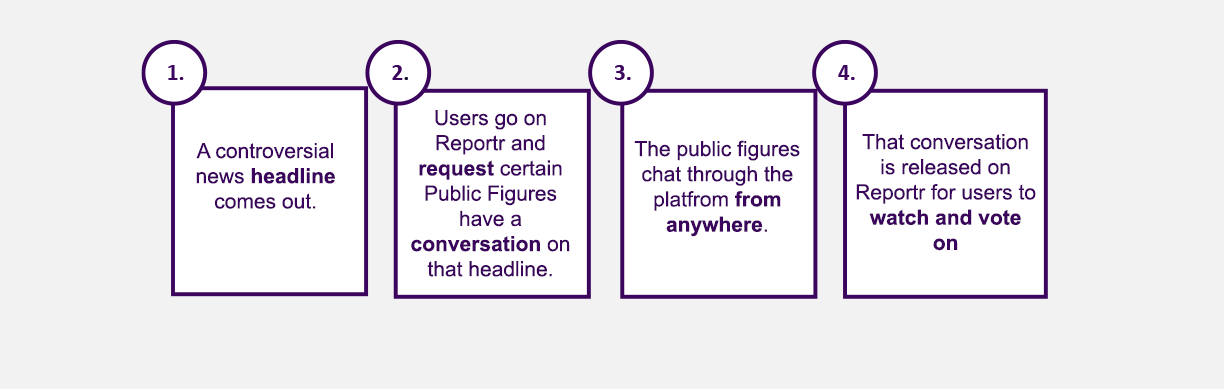 1.
A controversial
news headline
comes out.
2.
Users go on
Reportr and
request certain
Public Figures
have a
conversation on
that headline.
3.
The public figures
chat through the
platfrom from
anywhere.
4.
That conversation
is released on
Reportr for users to
watch and vote
on